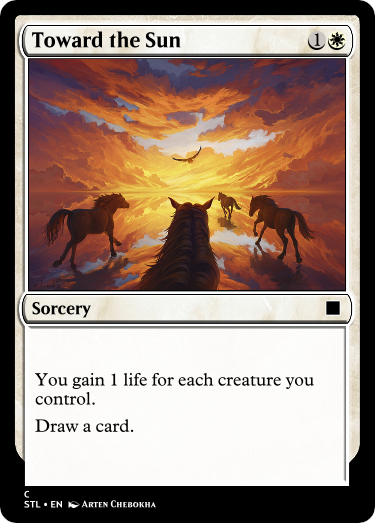 Toward the Sun 1
Sorcery
You gain 1 life for each creature you
control.
Draw a card.
C
STL • EN Arten Chebokha